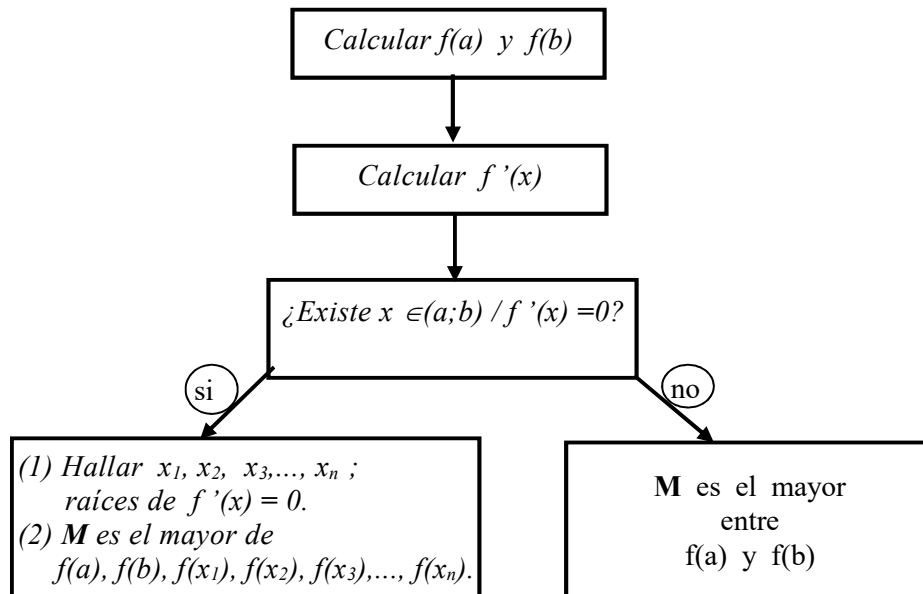 Calcular f(a) y f(b)
Calcular f ’(x)
¿Existe x ∈(a;b) / f ’(x) =0?
si
no
(1) Hallar x₁, x₂, x₃,..., xₙ ;
raíces de f ’(x) = 0.
(2) M es el mayor de
f(a), f(b), f(x₁), f(x₂), f(x₃),..., f(xₙ).
M es el mayor
entre
f(a) y f(b)